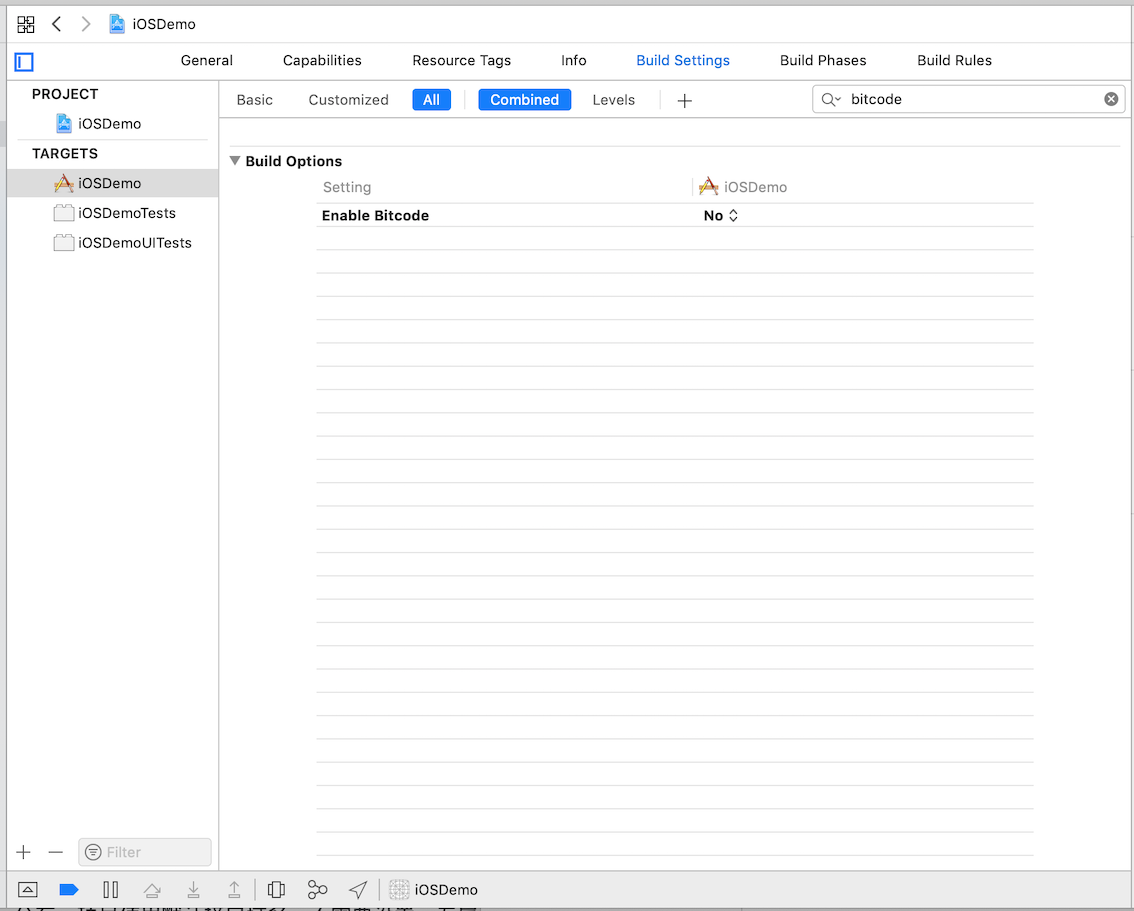 iOSDemo
General Capabilities Resource Tags Info Build Settings Build Phases Build Rules
PROJECT
iOSDemo
TARGETS
iOSDemo
iOSDemoTests
iOSDemoUITests
Basic Customized All Combined Levels
bitcode
Build Options
Setting iOSDemo
Enable Bitcode No
Filter
iOSDemo